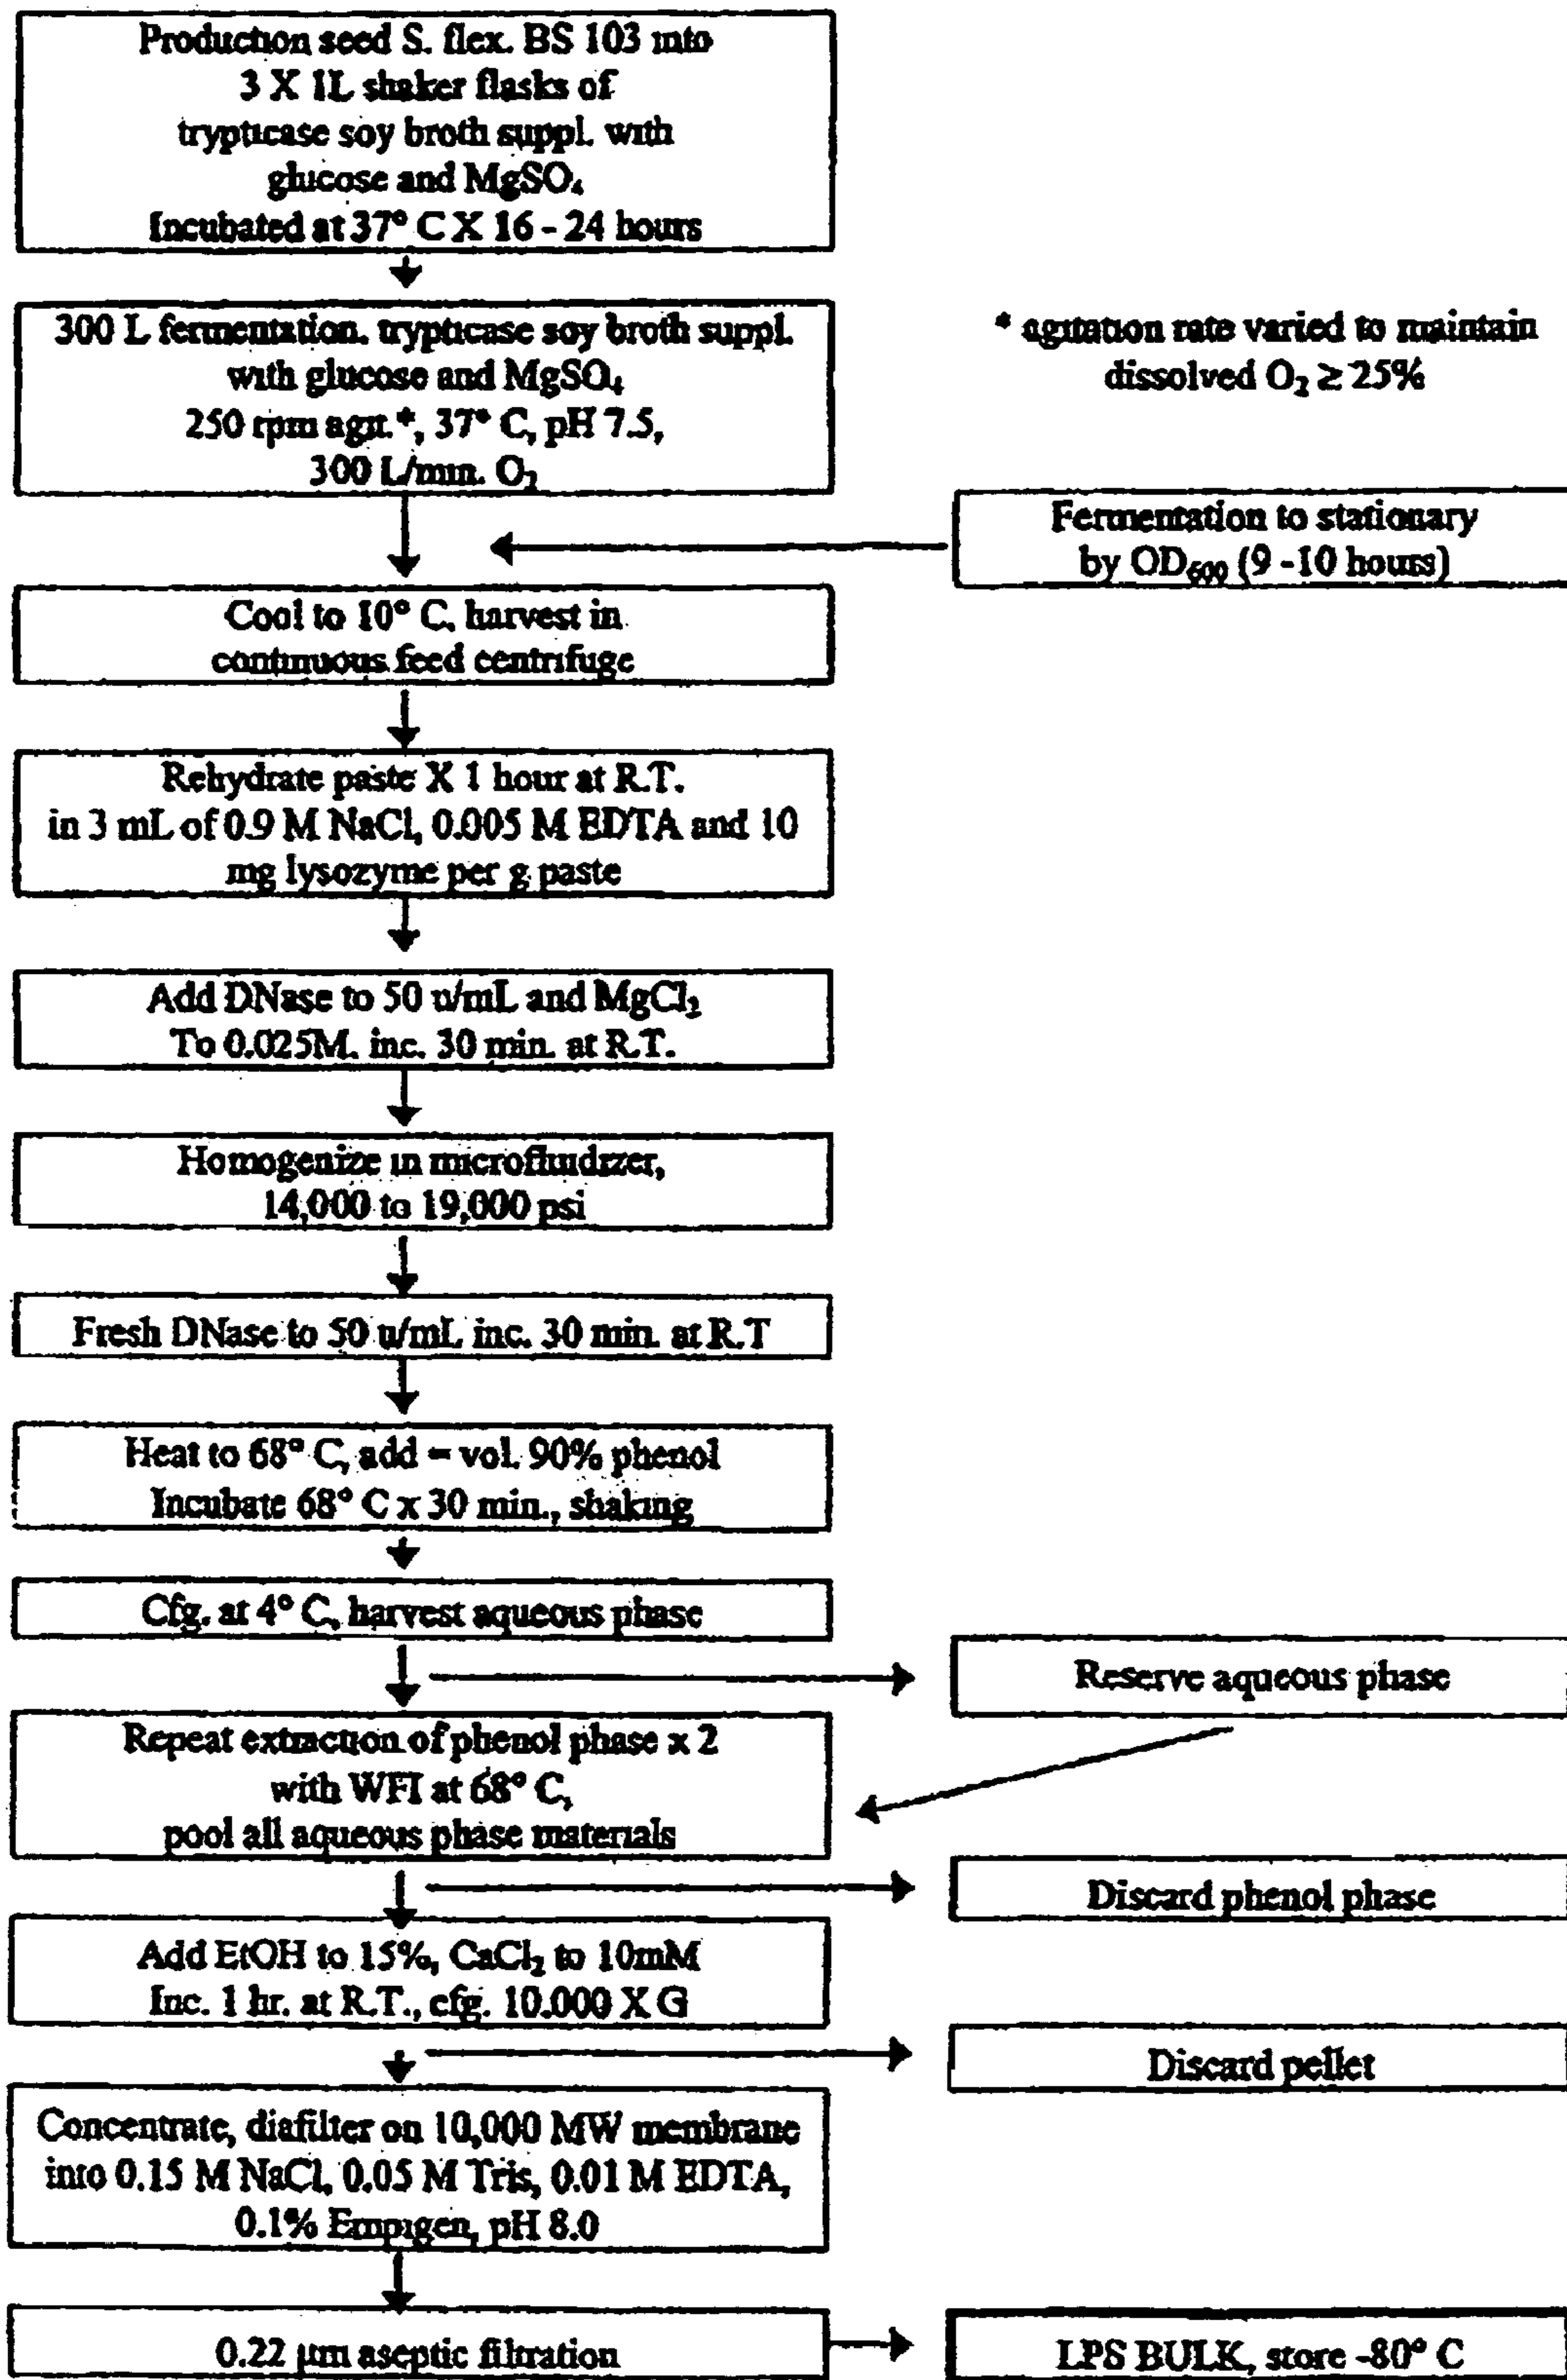 Production seed S. flex. BS 103 into
3 X 1L shaker flasks of
trypticase soy broth suppl. with
glucose and MgSO₄
Incubated at 37° C X 16 - 24 hours
300 L fermentation. trypticase soy broth suppl.
with glucose and MgSO₄
250 rpm agit.*, 37° C, pH 7.5,
300 L/min. O₂
* agitation rate varied to maintain
dissolved O₂ ≥ 25%
Fermentation to stationary
by OD₆₀₀ (9 -10 hours)
Cool to 10° C, harvest in
continuous feed centrifuge
Rehydrate paste X 1 hour at R.T.
in 3 mL of 0.9 M NaCl, 0.005 M EDTA and 10
mg lysozyme per g paste
Add DNase to 50 u/mL and MgCl₂
To 0.025M. inc. 30 min. at R.T.
Homogenize in microfluidizer,
14,000 to 19,000 psi
Fresh DNase to 50 u/mL inc. 30 min. at R.T
Heat to 68° C, add = vol. 90% phenol
Incubate 68° C x 30 min., shaking
Cfg. at 4° C, harvest aqueous phase
Reserve aqueous phase
Repeat extraction of phenol phase x 2
with WFI at 68° C,
pool all aqueous phase materials
Discard phenol phase
Add EtOH to 15%, CaCl₂ to 10mM
Inc. 1 hr. at R.T., cfg. 10.000 X G
Discard pellet
Concentrate, diafilter on 10,000 MW membrane
into 0.15 M NaCl, 0.05 M Tris, 0.01 M EDTA,
0.1% Empigen, pH 8.0
0.22 µm aseptic filtration
LPS BULK, store -80° C